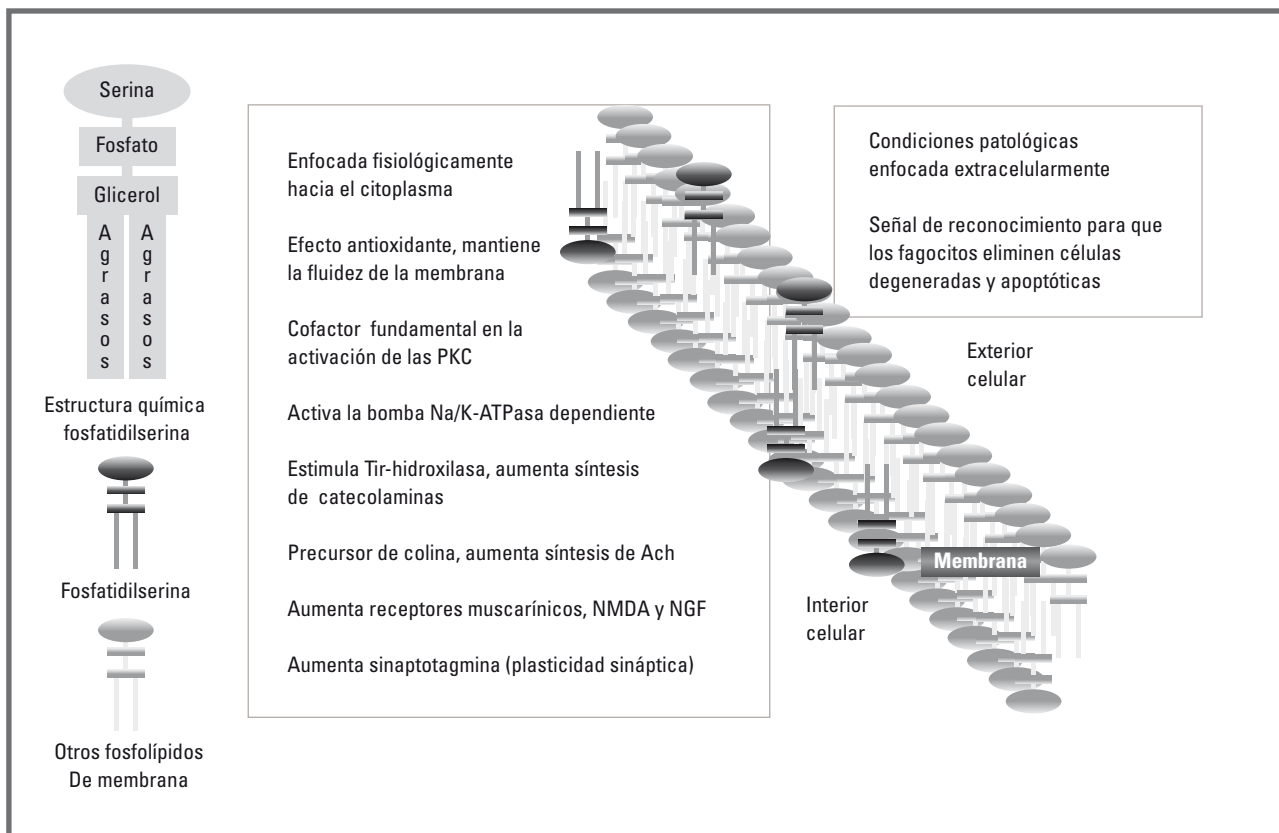 Serina
Fosfato
Glicerol
Agrasos
Agrasos
Estructura química
fosfatidilserina
Fosfatidilserina
Otros fosfolípidos
De membrana
Enfocada fisiológicamente
hacia el citoplasma
Efecto antioxidante, mantiene
la fluidez de la membrana
Cofactor fundamental en la
activación de las PKC
Activa la bomba Na/K-ATPasa dependiente
Estimula Tir-hidroxilasa, aumenta síntesis
de catecolaminas
Precursor de colina, aumenta síntesis de Ach
Aumenta receptores muscarínicos, NMDA y NGF
Aumenta sinaptotagmina (plasticidad sináptica)
Condiciones patológicas
enfocada extracelularmente
Señal de reconocimiento para que
los fagocitos eliminen células
degeneradas y apoptóticas
Exterior
celular
Membrana
Interior
celular